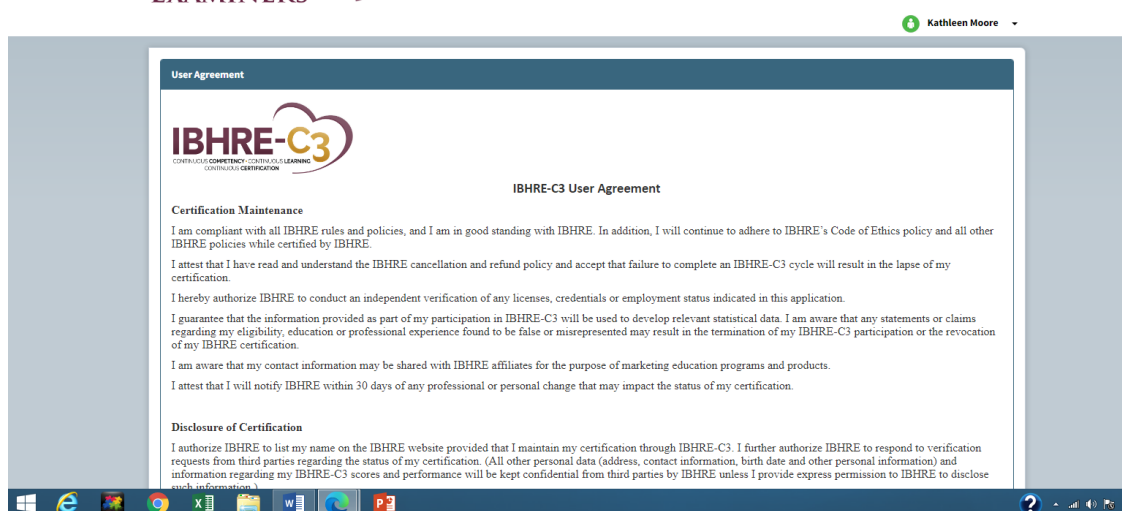 EXAMINERS
Kathleen Moore
User Agreement
IBHRE-C3
CONTINUOUS COMPETENCY • CONTINUOUS LEARNING
CONTINUOUS CERTIFICATION
IBHRE-C3 User Agreement
Certification Maintenance
I am compliant with all IBHRE rules and policies, and I am in good standing with IBHRE. In addition, I will continue to adhere to IBHRE's Code of Ethics policy and all other
IBHRE policies while certified by IBHRE.
I attest that I have read and understand the IBHRE cancellation and refund policy and accept that failure to complete an IBHRE-C3 cycle will result in the lapse of my
certification.
I hereby authorize IBHRE to conduct an independent verification of any licenses, credentials or employment status indicated in this application.
I guarantee that the information provided as part of my participation in IBHRE-C3 will be used to develop relevant statistical data. I am aware that any statements or claims
regarding my eligibility, education or professional experience found to be false or misrepresented may result in the termination of my IBHRE-C3 participation or the revocation
of my IBHRE certification.
I am aware that my contact information may be shared with IBHRE affiliates for the purpose of marketing education programs and products.
I attest that I will notify IBHRE within 30 days of any professional or personal change that may impact the status of my certification.
Disclosure of Certification
I authorize IBHRE to list my name on the IBHRE website provided that I maintain my certification through IBHRE-C3. I further authorize IBHRE to respond to verification
requests from third parties regarding the status of my certification. (All other personal data (address, contact information, birth date and other personal information) and
information regarding my IBHRE-C3 scores and performance will be kept confidential from third parties by IBHRE unless I provide express permission to IBHRE to disclose
such information.)